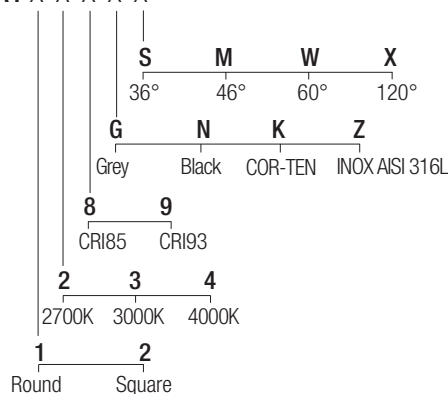 S M W X
36° 46° 60° 120°
G N K Z
Grey Black COR-TEN INOX AISI 316L
8 9
CRI85 CRI93
2 3 4
2700K 3000K 4000K
1 2
Round Square